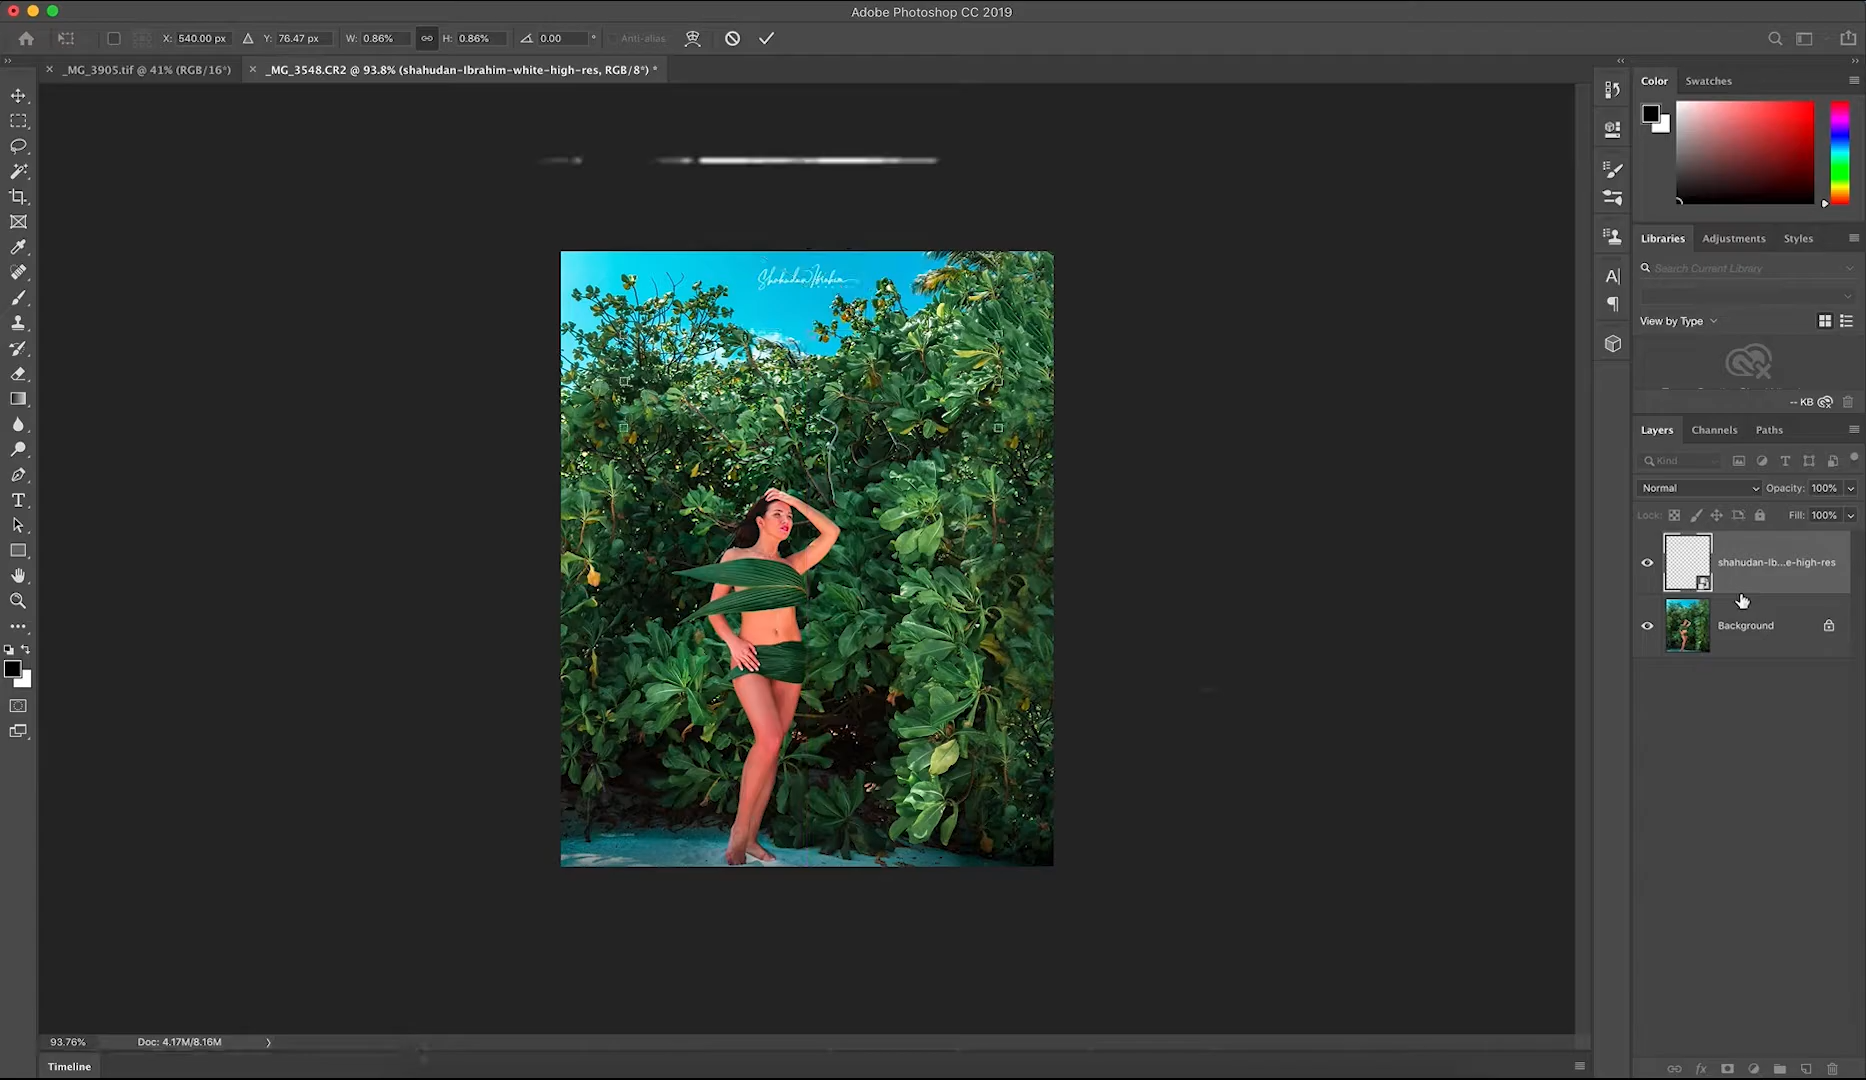 Adobe Photoshop CC 2019
X: 540.00 px Y: 76.47 px W: 0.86% H: 0.86% 0.00 ° Anti-alias
_MG_3905.tif @ 41% (RGB/16*) _MG_3548.CR2 @ 93.8% (shahudan-Ibrahim-white-high-res, RGB/8*) *
Color Swatches
Libraries Adjustments Styles
Search Current Library
View by Type
-- KB
Layers Channels Paths
Kind
Normal Opacity: 100%
Lock: Fill: 100%
shahudan-Ib...e-high-res
Background
Shahudan Ibrahim
93.76% Doc: 4.17M/8.16M
Timeline